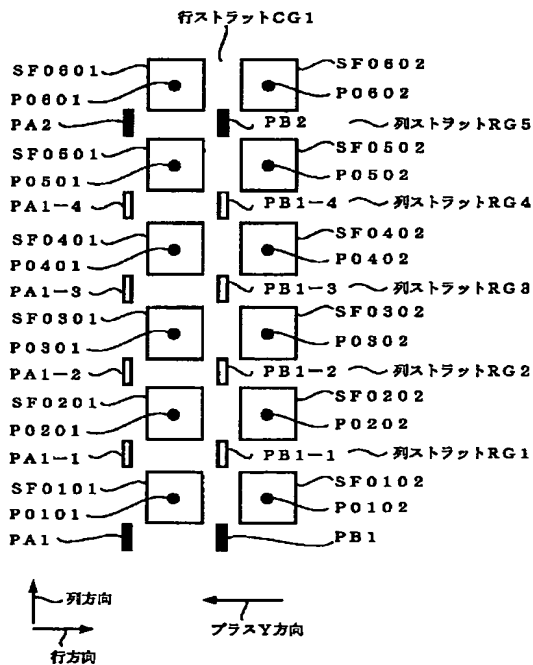 行ストラットCG1
SF0601 SF0602
P0601 P0602
PA2 PB2 列ストラットRG5
SF0501 SF0502
P0501 P0502
PA1-4 PB1-4 列ストラットRG4
SF0401 SF0402
P0401 P0402
PA1-3 PB1-3 列ストラットRG3
SF0301 SF0302
P0301 P0302
PA1-2 PB1-2 列ストラットRG2
SF0201 SF0202
P0201 P0202
PA1-1 PB1-1 列ストラットRG1
SF0101 SF0102
P0101 P0102
PA1 PB1
列方向
行方向
プラスY方向